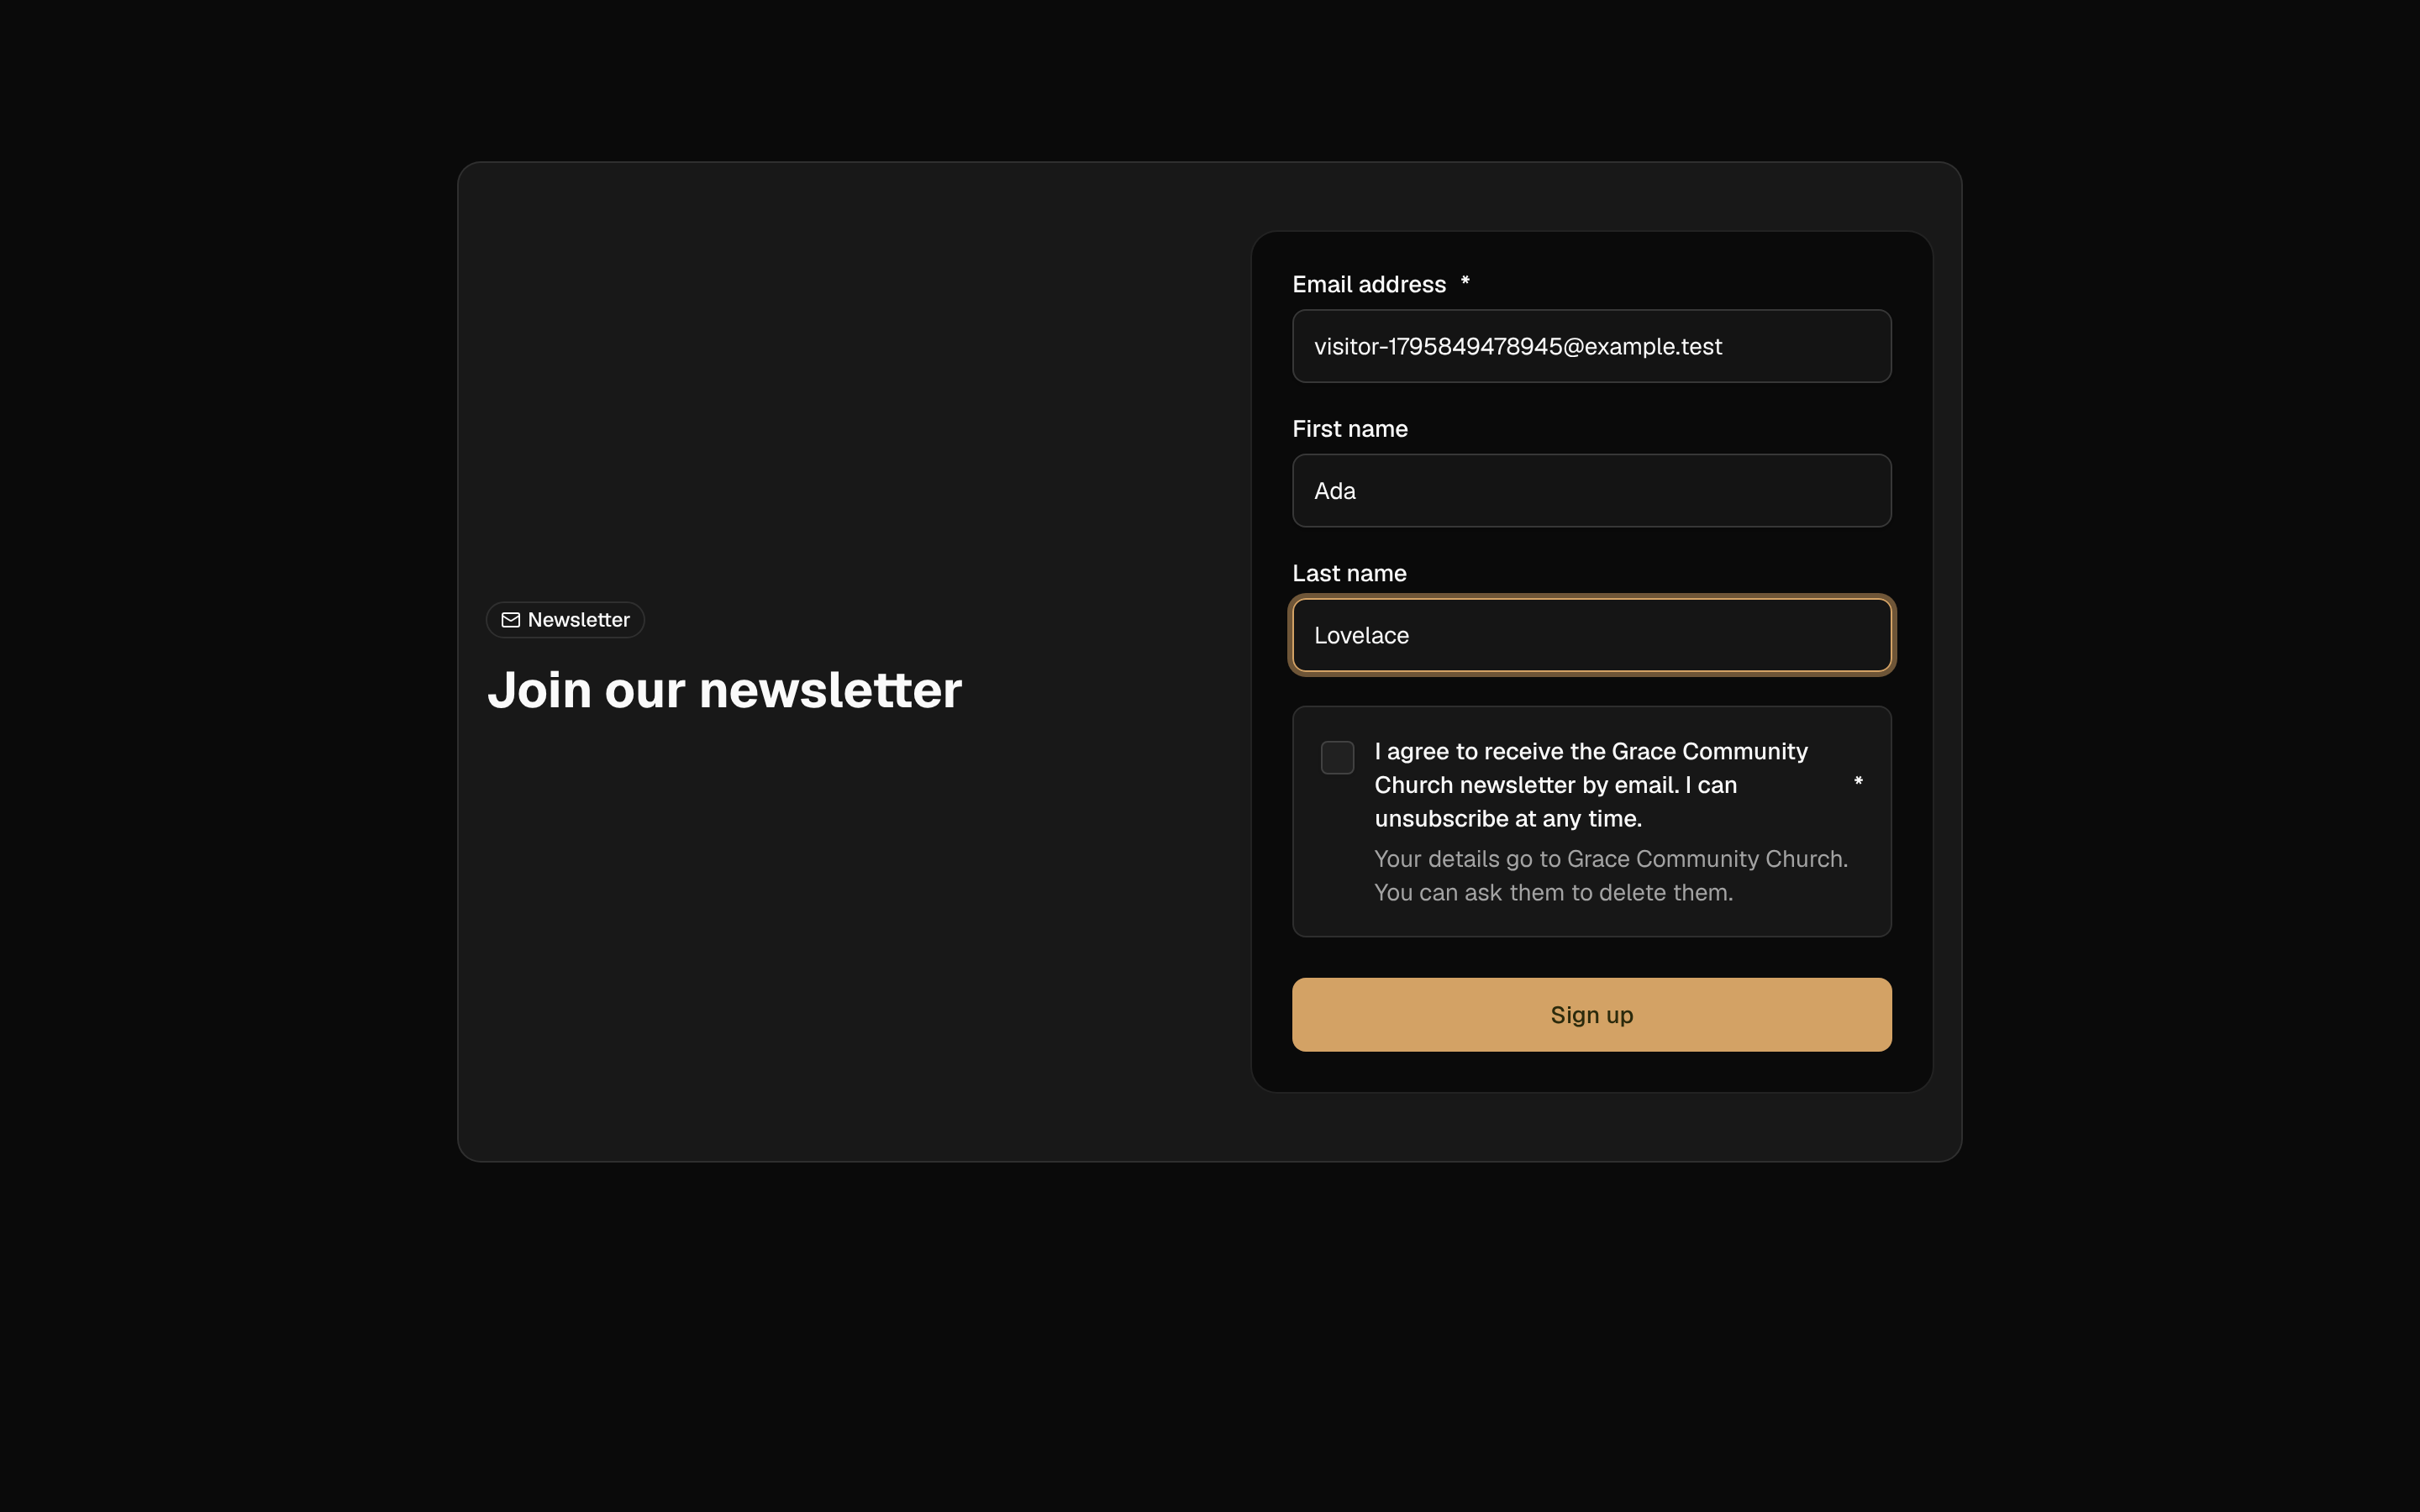 Newsletter
Join our newsletter
Email address *
visitor-1795849478945@example.test
First name
Ada
Last name
Lovelace
I agree to receive the Grace Community
Church newsletter by email. I can *
unsubscribe at any time.
Your details go to Grace Community Church.
You can ask them to delete them.
Sign up